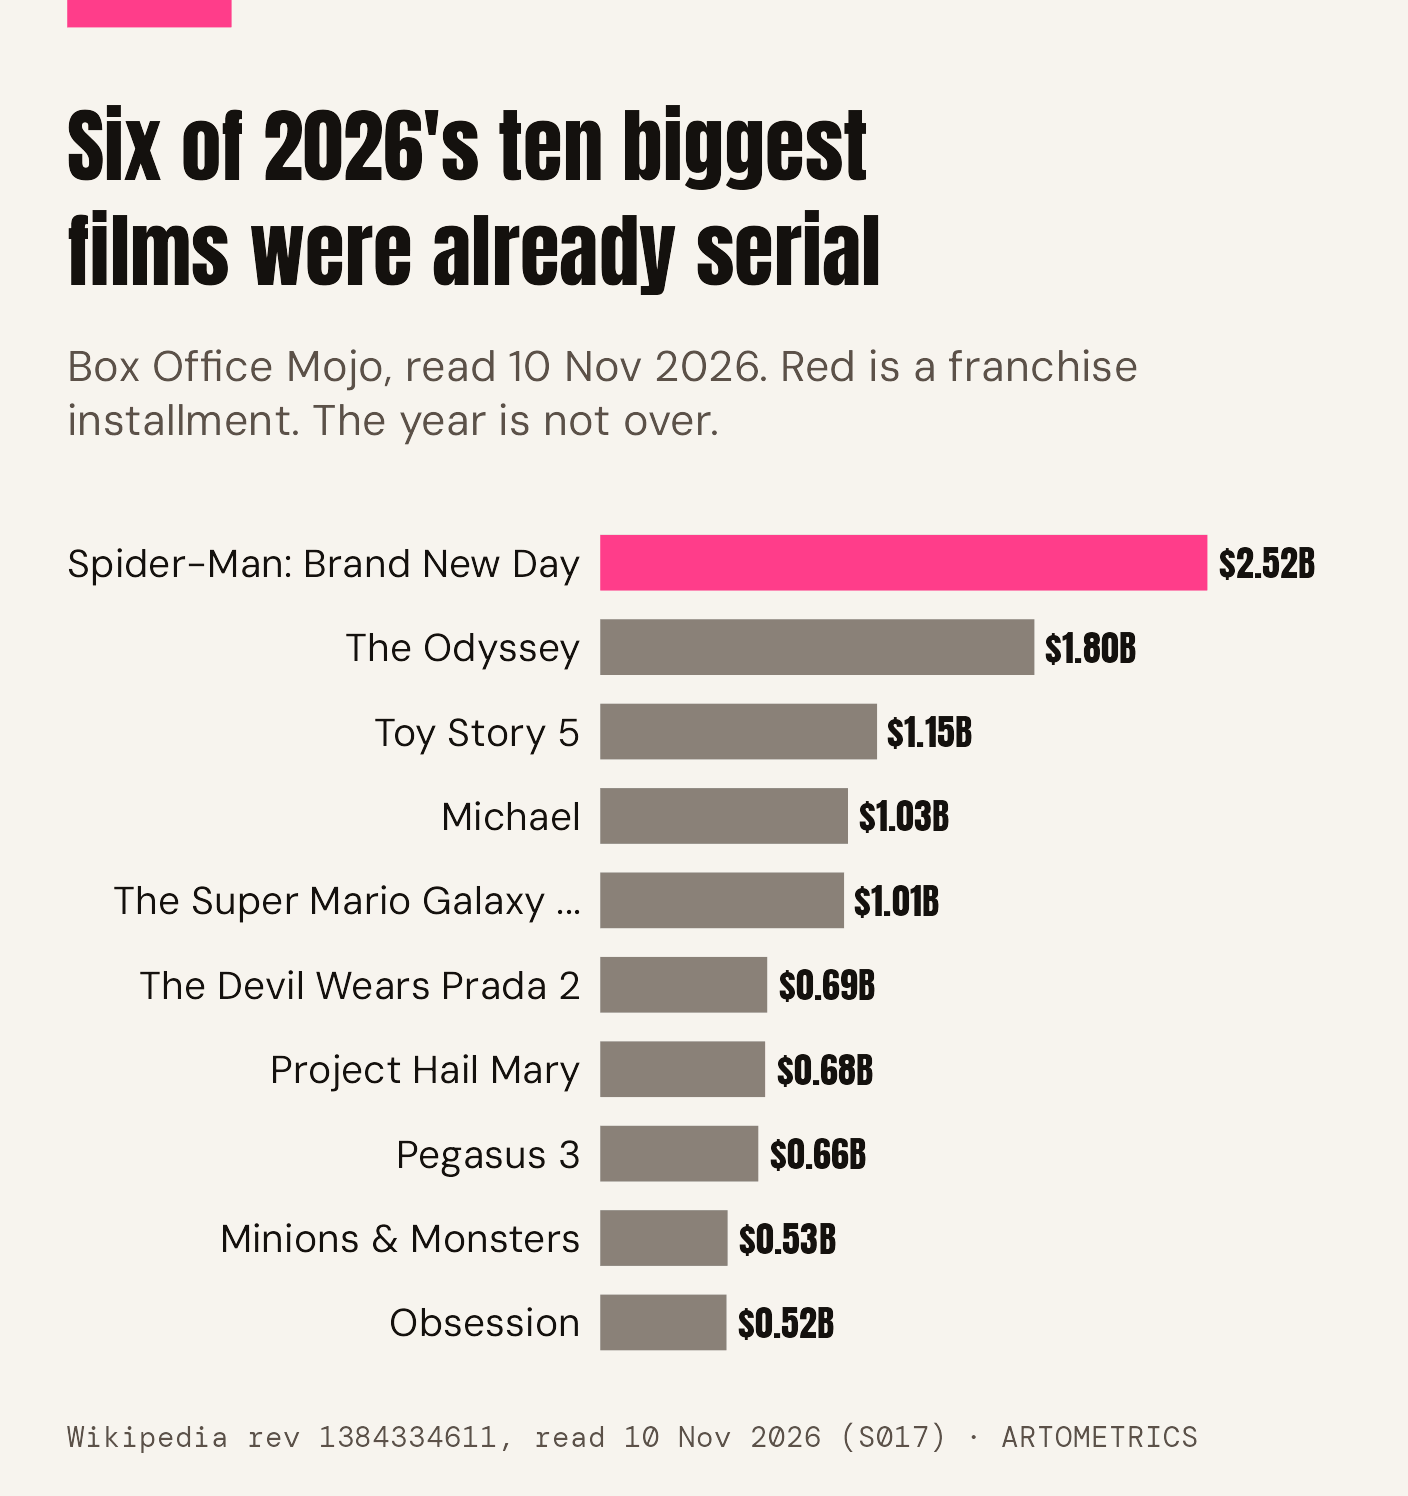 Six of 2026's ten biggest
films were already serial
Box Office Mojo, read 10 Nov 2026. Red is a franchise
installment. The year is not over.
Spider-Man: Brand New Day $2.52B
The Odyssey $1.80B
Toy Story 5 $1.15B
Michael $1.03B
The Super Mario Galaxy ... $1.01B
The Devil Wears Prada 2 $0.69B
Project Hail Mary $0.68B
Pegasus 3 $0.66B
Minions & Monsters $0.53B
Obsession $0.52B
Wikipedia rev 1384334611, read 10 Nov 2026 (S017) · ARTOMETRICS